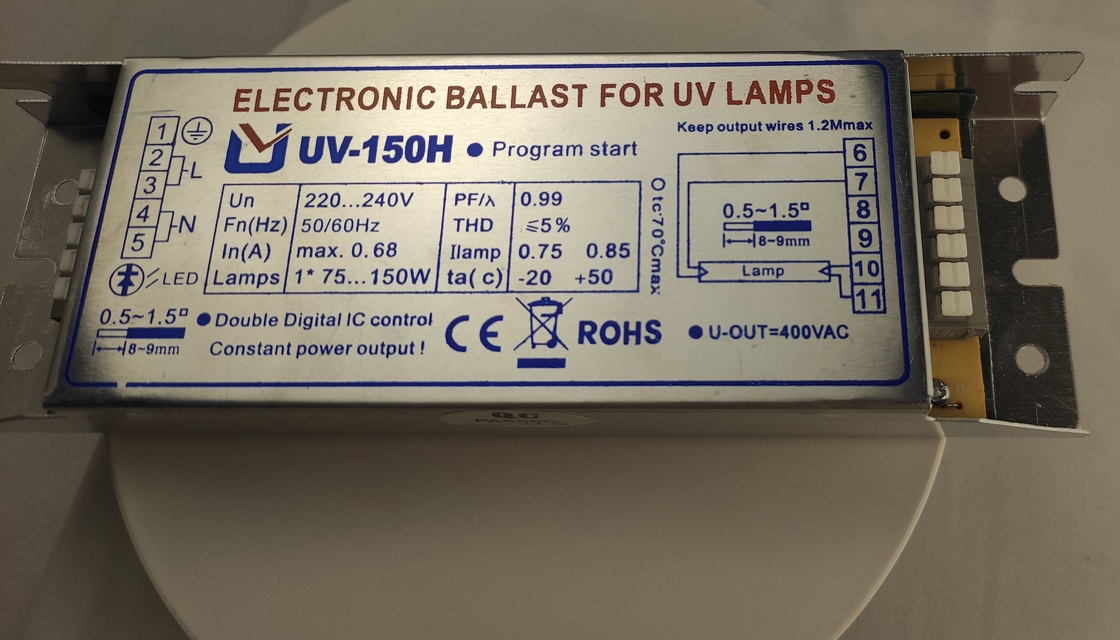 ELECTRONIC BALLAST FOR UV LAMPS
Keep output wires 1.2Mmax
UV-150H ● Program start
1
2
3
L
4
5
N
LED
Un 220...240V PF/λ 0.99
Fn(Hz) 50/60Hz THD ≤5%
In(A) max. 0.68 Ilamp 0.75 0.85
Lamps 1* 75...150W ta( c) -20 +50
O tc'70°Cmax
6
7
8
9
10
11
0.5~1.5¤
8~9mm
Lamp
0.5~1.5¤
8~9mm
● Double Digital IC control
Constant power output !
CE
ROHS
● U-OUT=400VAC
QC